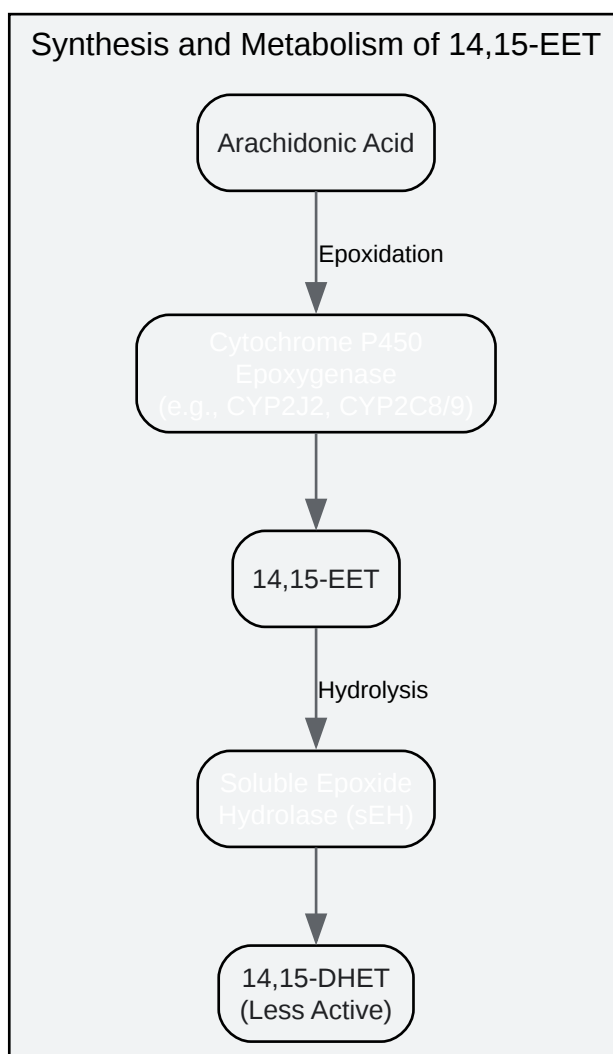 Synthesis and Metabolism of 14,15-EET
Arachidonic Acid
Epoxidation
Cytochrome P450
Epoxygenase
(e.g., CYP2J2, CYP2C8/9)
14,15-EET
Hydrolysis
Soluble Epoxide
Hydrolase (sEH)
14,15-DHET
(Less Active)